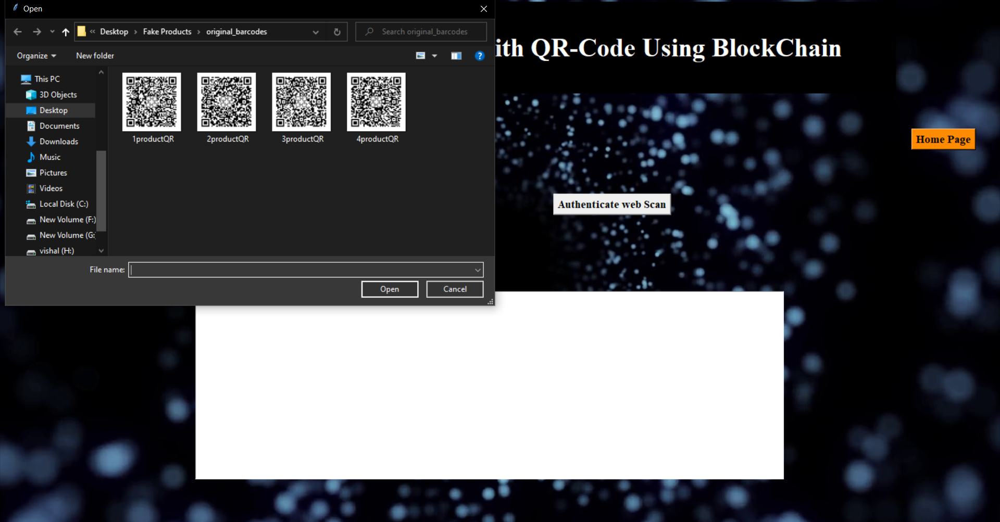 Open
Desktop
Fake Products
original_barcodes
Search original_barcodes
Organize
New folder
This PC
3D Objects
Desktop
Documents
Downloads
Music
Pictures
Videos
Local Disk (C:)
New Volume (F:)
New Volume (G:
vishal (H:)
1productQR
2productQR
3productQR
4productQR
File name:
Open
Cancel
ith QR-Code Using BlockChain
Home Page
Authenticate web Scan